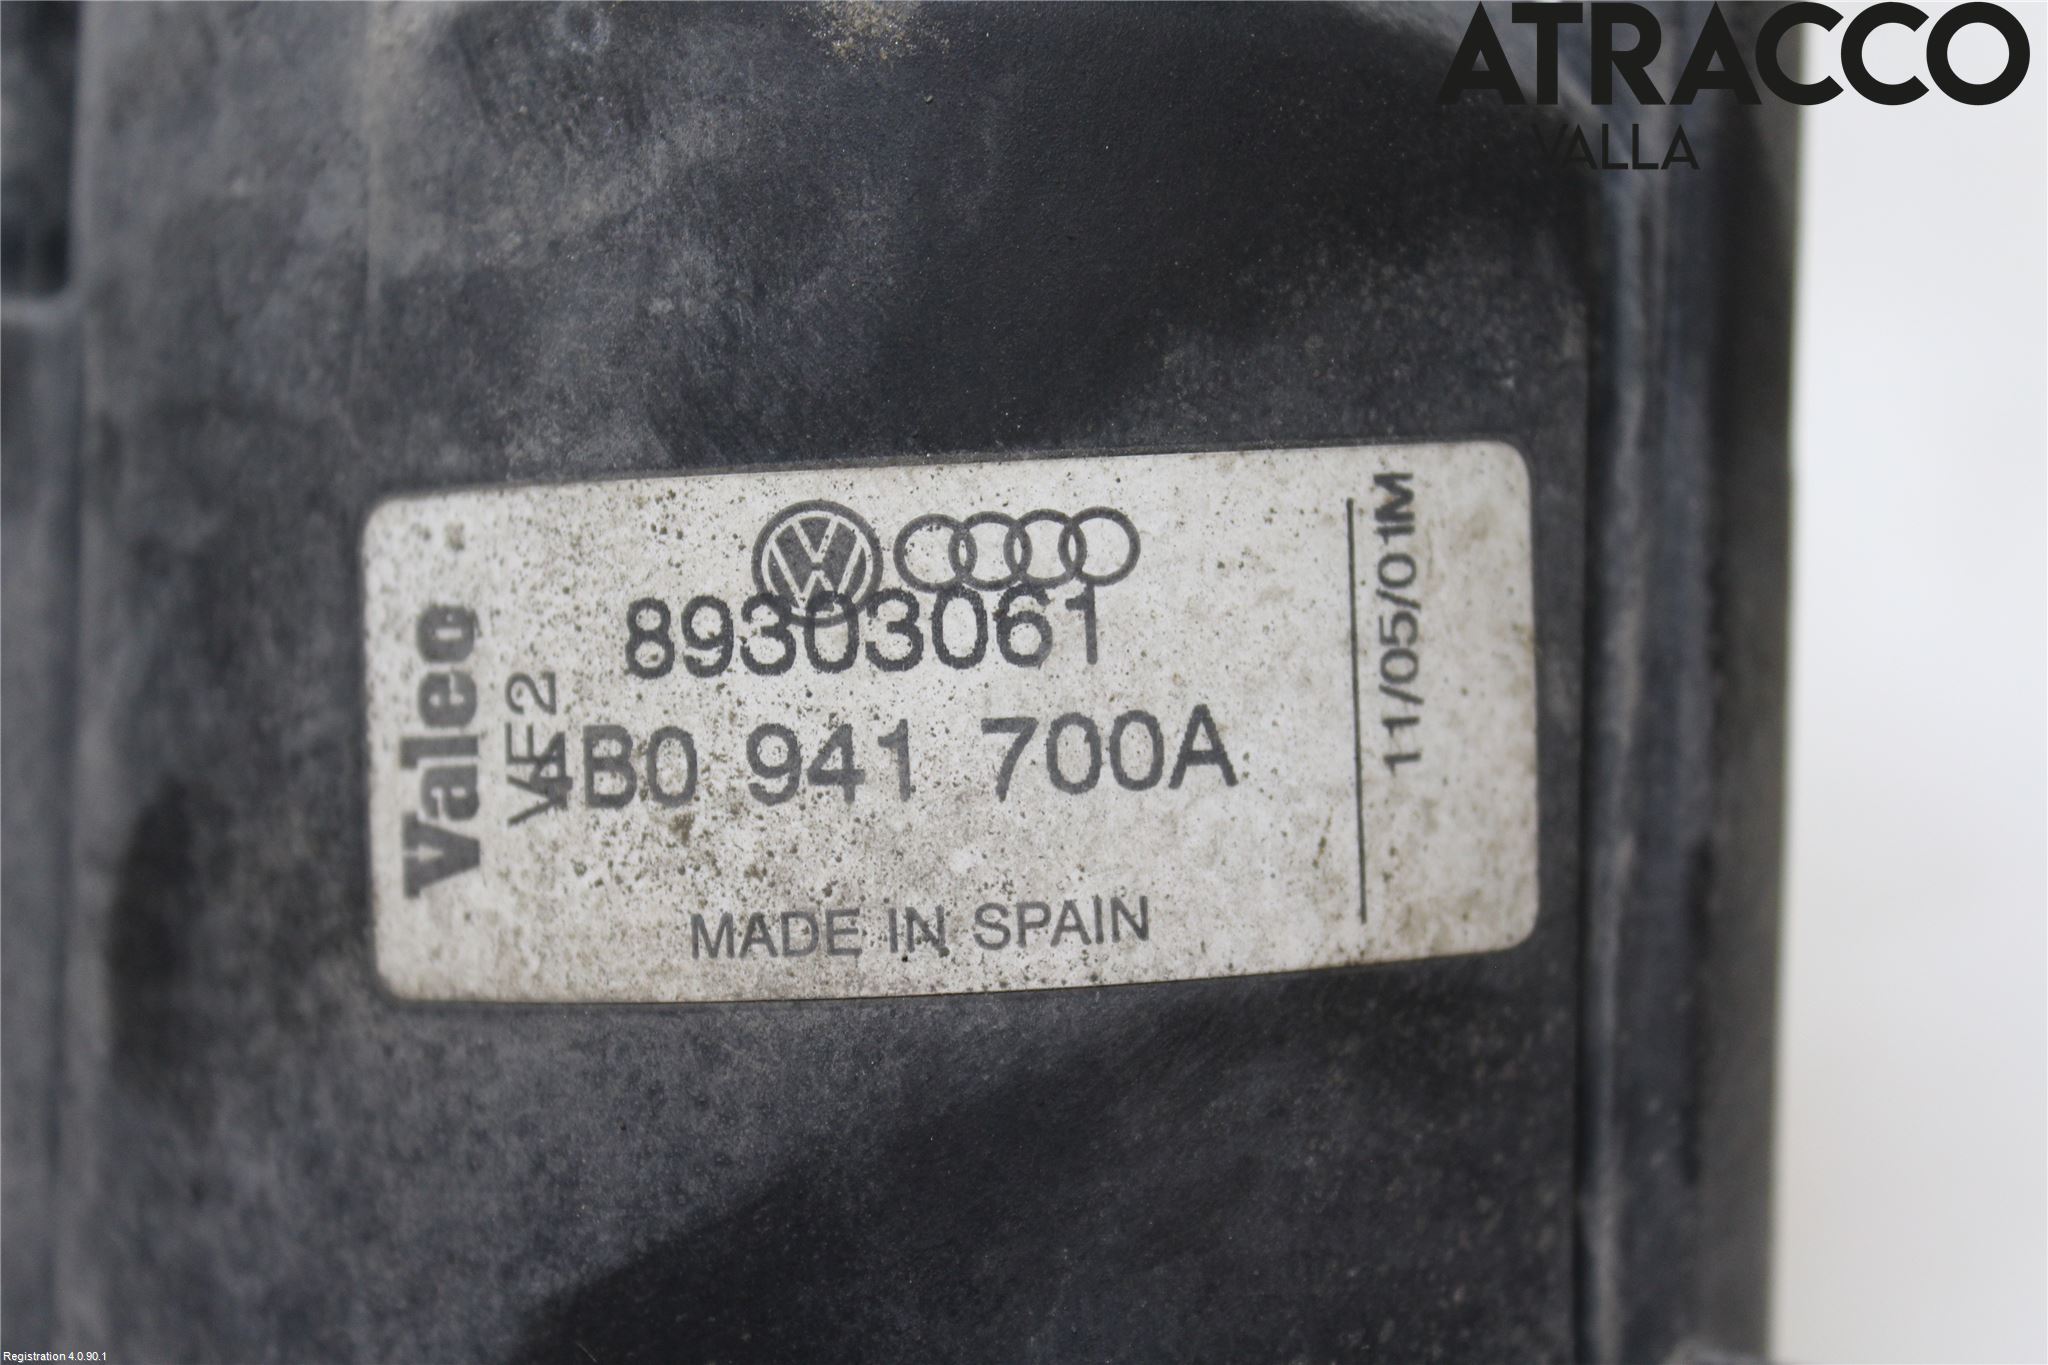 ATRACCO
VALLA
Valeo
VE2
89303061
4B0 941 700A
MADE IN SPAIN
11/05/01M
Registration 4.0.90.1